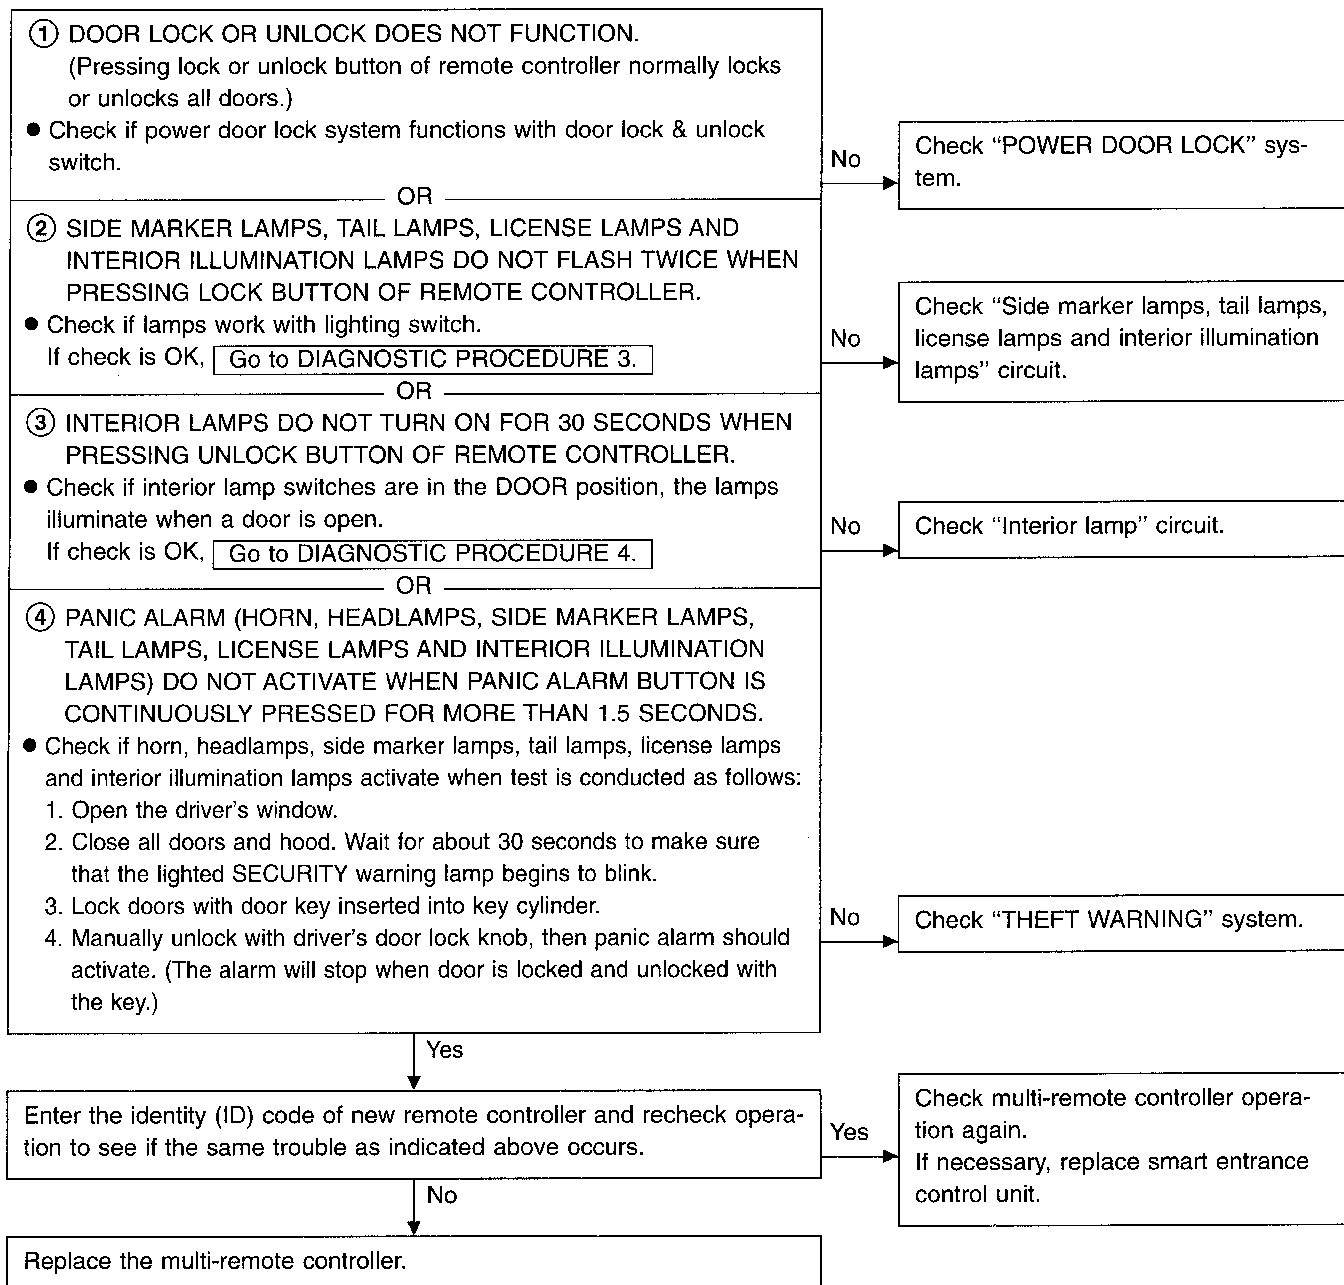 ① DOOR LOCK OR UNLOCK DOES NOT FUNCTION.
(Pressing lock or unlock button of remote controller normally locks
or unlocks all doors.)
● Check if power door lock system functions with door lock & unlock
switch.
No
Check “POWER DOOR LOCK” sys-
tem.
OR
② SIDE MARKER LAMPS, TAIL LAMPS, LICENSE LAMPS AND
INTERIOR ILLUMINATION LAMPS DO NOT FLASH TWICE WHEN
PRESSING LOCK BUTTON OF REMOTE CONTROLLER.
● Check if lamps work with lighting switch.
If check is OK, Go to DIAGNOSTIC PROCEDURE 3.
No
Check “Side marker lamps, tail lamps,
license lamps and interior illumination
lamps” circuit.
OR
③ INTERIOR LAMPS DO NOT TURN ON FOR 30 SECONDS WHEN
PRESSING UNLOCK BUTTON OF REMOTE CONTROLLER.
● Check if interior lamp switches are in the DOOR position, the lamps
illuminate when a door is open.
If check is OK, Go to DIAGNOSTIC PROCEDURE 4.
No
Check “Interior lamp” circuit.
OR
④ PANIC ALARM (HORN, HEADLAMPS, SIDE MARKER LAMPS,
TAIL LAMPS, LICENSE LAMPS AND INTERIOR ILLUMINATION
LAMPS) DO NOT ACTIVATE WHEN PANIC ALARM BUTTON IS
CONTINUOUSLY PRESSED FOR MORE THAN 1.5 SECONDS.
● Check if horn, headlamps, side marker lamps, tail lamps, license lamps
and interior illumination lamps activate when test is conducted as follows:
1. Open the driver’s window.
2. Close all doors and hood. Wait for about 30 seconds to make sure
that the lighted SECURITY warning lamp begins to blink.
3. Lock doors with door key inserted into key cylinder.
4. Manually unlock with driver’s door lock knob, then panic alarm should
activate. (The alarm will stop when door is locked and unlocked with
the key.)
No
Check “THEFT WARNING” system.
Yes
Enter the identity (ID) code of new remote controller and recheck opera-
tion to see if the same trouble as indicated above occurs.
Yes
Check multi-remote controller opera-
tion again.
If necessary, replace smart entrance
control unit.
No
Replace the multi-remote controller.